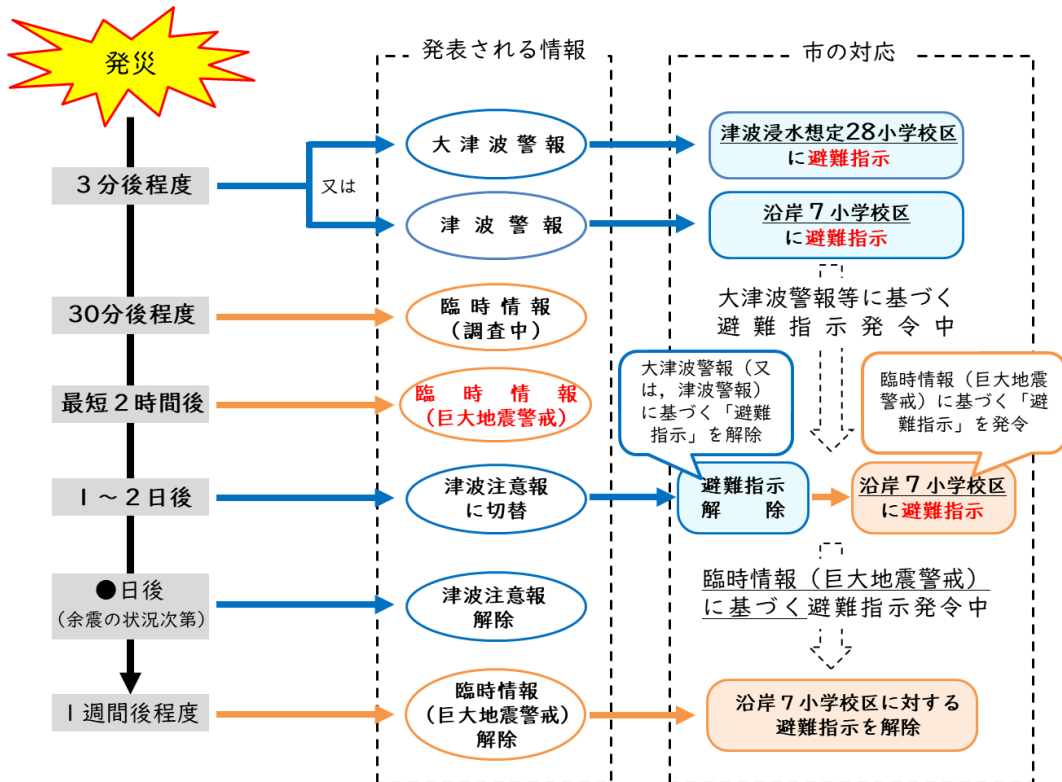 発災
発表される情報
市の対応
3分後程度
又は
大津波警報
津波浸水想定28小学校区
に避難指示
津波警報
沿岸7小学校区
に避難指示
30分後程度
臨時情報
(調査中)
大津波警報等に基づく
避難指示発令中
最短2時間後
臨時情報
(巨大地震警戒)
大津波警報(又
は,津波警報)
に基づく「避難
指示」を解除
臨時情報(巨大地震
警戒)に基づく「避
難指示」を発令
1~2日後
津波注意報
に切替
避難指示
解除
沿岸7小学校区
に避難指示
●日後
(余震の状況次第)
津波注意報
解除
臨時情報(巨大地震警戒)
に基づく避難指示発令中
1週間後程度
臨時情報
(巨大地震警戒)
解除
沿岸7小学校区に対する
避難指示を解除